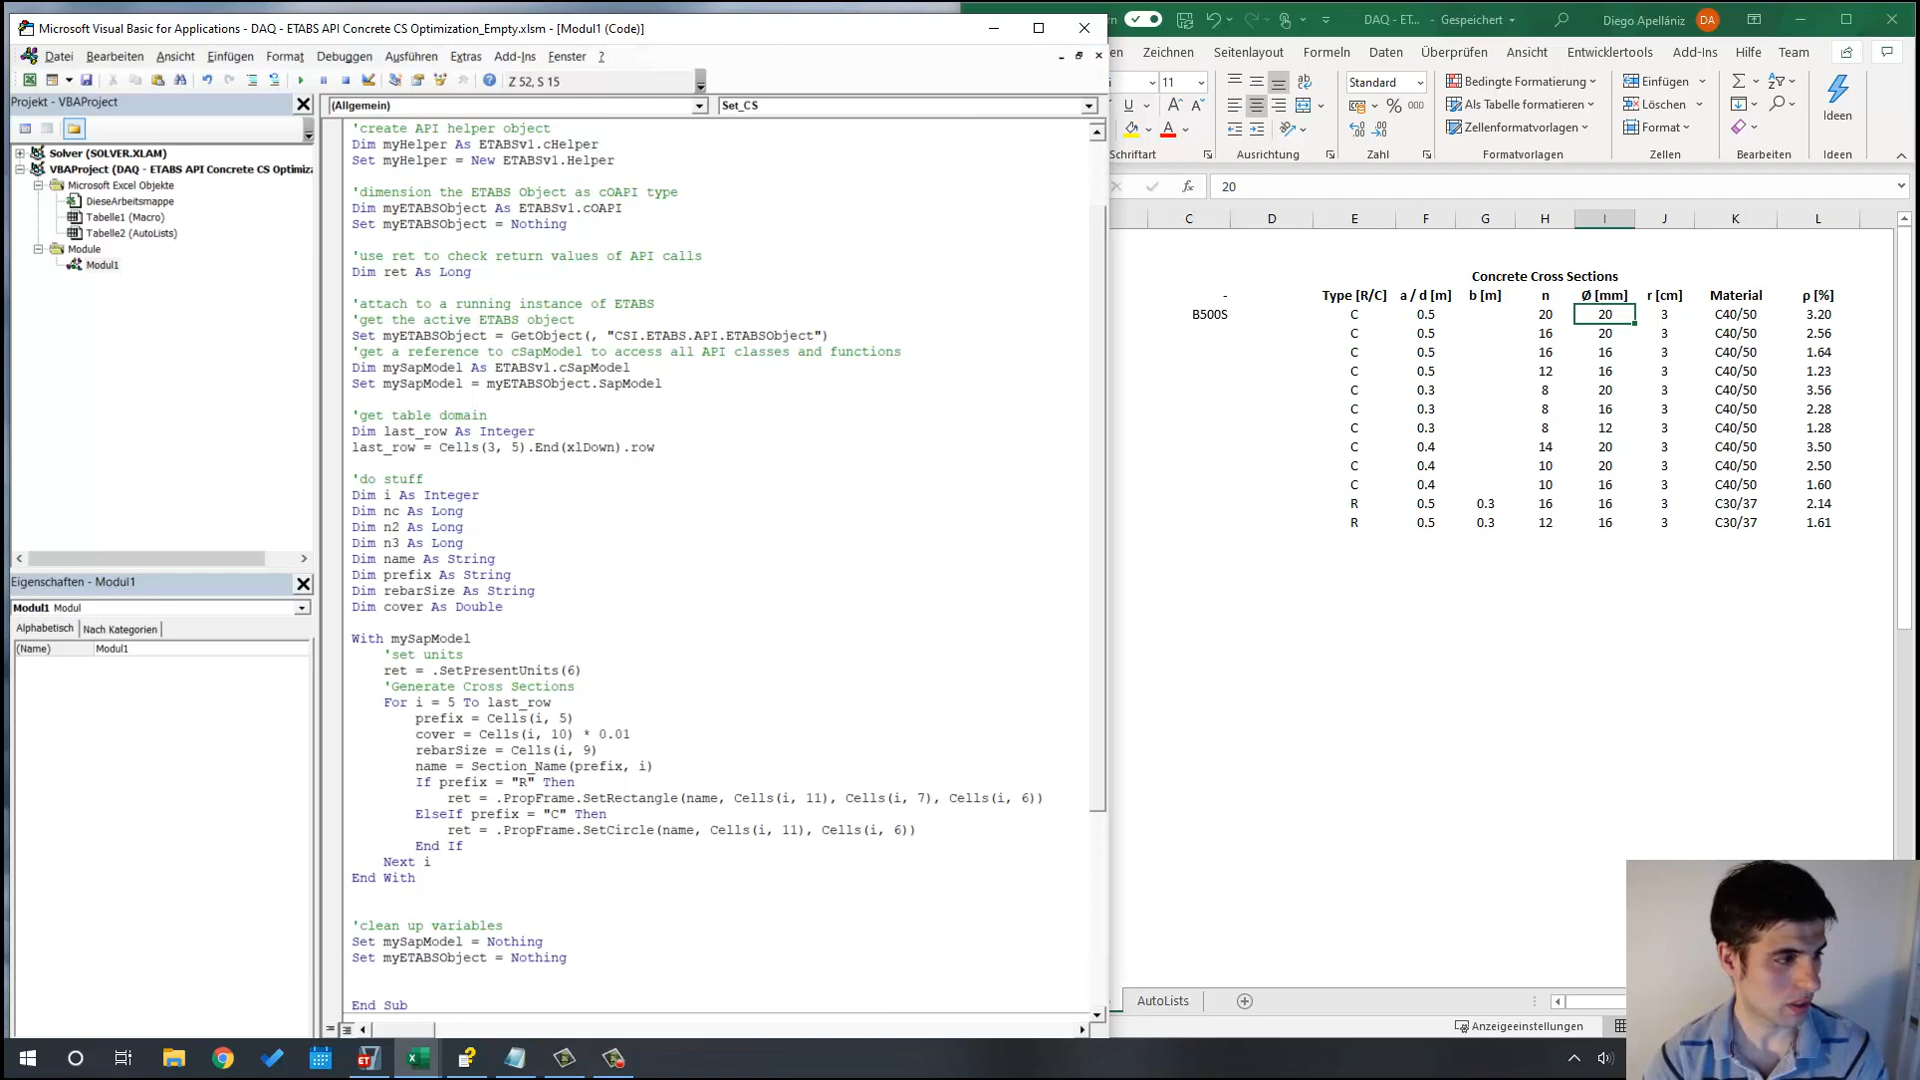 Microsoft Visual Basic for Applications - DAQ - ETABS API Concrete CS Optimization_Empty.xlsm - [Modul1 (Code)]
Datei Bearbeiten Ansicht Einfügen Format Debuggen Ausführen Extras Add-Ins Fenster ?
Z 52, S 15
Projekt - VBAProject
Solver (SOLVER.XLAM)
VBAProject (DAQ - ETABS API Concrete CS Optimiz
Microsoft Excel Objekte
DieseArbeitsmappe
Tabelle1 (Macro)
Tabelle2 (AutoLists)
Module
Modul1
Eigenschaften - Modul1
Modul1 Modul
Alphabetisch Nach Kategorien
(Name) Modul1
(Allgemein) Set_CS
'create API helper object
Dim myHelper As ETABSv1.cHelper
Set myHelper = New ETABSv1.Helper
'dimension the ETABS Object as cOAPI type
Dim myETABSObject As ETABSv1.cOAPI
Set myETABSObject = Nothing
'use ret to check return values of API calls
Dim ret As Long
'attach to a running instance of ETABS
'get the active ETABS object
Set myETABSObject = GetObject(, "CSI.ETABS.API.ETABSObject")
'get a reference to cSapModel to access all API classes and functions
Dim mySapModel As ETABSv1.cSapModel
Set mySapModel = myETABSObject.SapModel
'get table domain
Dim last_row As Integer
last_row = Cells(3, 5).End(xlDown).row
'do stuff
Dim i As Integer
Dim nc As Long
Dim n2 As Long
Dim n3 As Long
Dim name As String
Dim prefix As String
Dim rebarSize As String
Dim cover As Double
With mySapModel
'set units
ret = .SetPresentUnits(6)
'Generate Cross Sections
For i = 5 To last_row
prefix = Cells(i, 5)
cover = Cells(i, 10) * 0.01
rebarSize = Cells(i, 9)
name = Section_Name(prefix, i)
If prefix = "R" Then
ret = .PropFrame.SetRectangle(name, Cells(i, 11), Cells(i, 7), Cells(i, 6))
ElseIf prefix = "C" Then
ret = .PropFrame.SetCircle(name, Cells(i, 11), Cells(i, 6))
End If
Next i
End With
'clean up variables
Set mySapModel = Nothing
Set myETABSObject = Nothing
End Sub
DAQ - ET... - Gespeichert
Diego Apellániz DA
Zeichnen Seitenlayout Formeln Daten Überprüfen Ansicht Entwicklertools Add-Ins Hilfe Team
11 Standard
Bedingte Formatierung
Als Tabelle formatieren
Zellenformatvorlagen
Einfügen
Löschen
Format
Ideen
Schriftart Ausrichtung Zahl Formatvorlagen Zellen Bearbeiten Ideen
fx 20
C D E F G H I J K L
Concrete Cross Sections
- Type [R/C] a / d [m] b [m] n Ø [mm] r [cm] Material ρ [%]
B500S C 0.5 20 20 3 C40/50 3.20
C 0.5 16 20 3 C40/50 2.56
C 0.5 16 16 3 C40/50 1.64
C 0.5 12 16 3 C40/50 1.23
C 0.3 8 20 3 C40/50 3.56
C 0.3 8 16 3 C40/50 2.28
C 0.3 8 12 3 C40/50 1.28
C 0.4 14 20 3 C40/50 3.50
C 0.4 10 20 3 C40/50 2.50
C 0.4 10 16 3 C40/50 1.60
R 0.5 0.3 16 16 3 C30/37 2.14
R 0.5 0.3 12 16 3 C30/37 1.61
AutoLists
Anzeigeeinstellungen